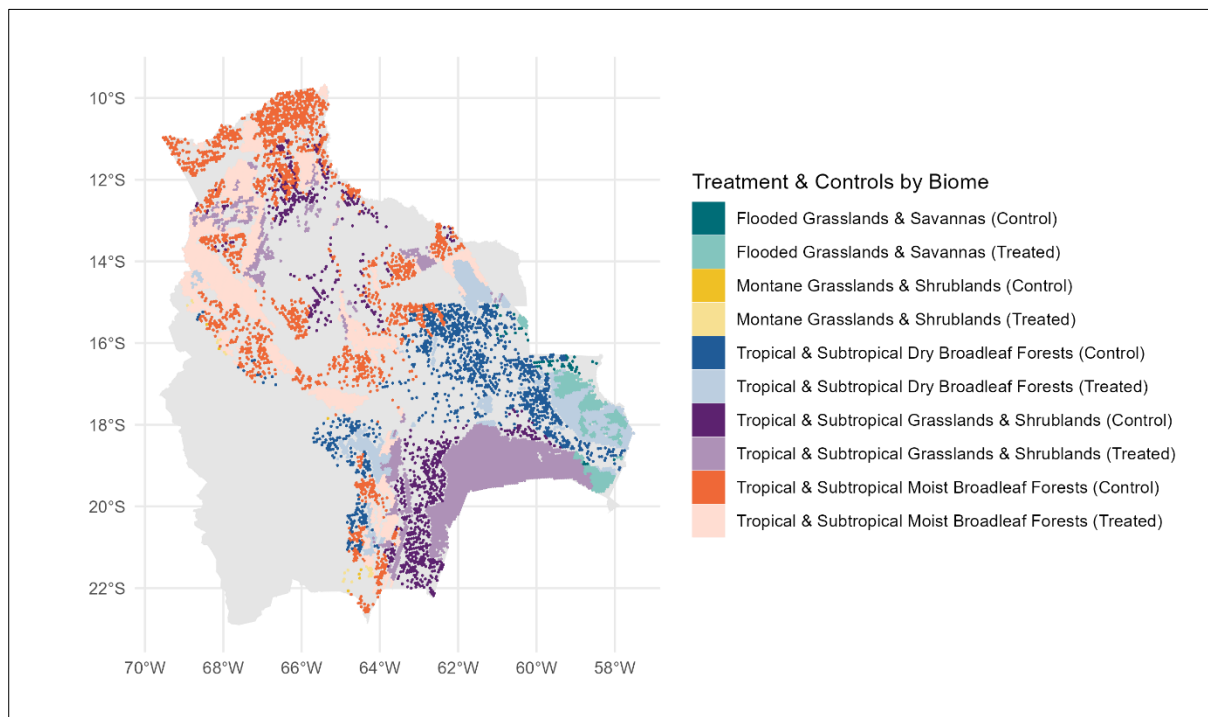 10°S
12°S
14°S
16°S
18°S
20°S
22°S
70°W 68°W 66°W 64°W 62°W 60°W 58°W
Treatment & Controls by Biome
Flooded Grasslands & Savannas (Control)
Flooded Grasslands & Savannas (Treated)
Montane Grasslands & Shrublands (Control)
Montane Grasslands & Shrublands (Treated)
Tropical & Subtropical Dry Broadleaf Forests (Control)
Tropical & Subtropical Dry Broadleaf Forests (Treated)
Tropical & Subtropical Grasslands & Shrublands (Control)
Tropical & Subtropical Grasslands & Shrublands (Treated)
Tropical & Subtropical Moist Broadleaf Forests (Control)
Tropical & Subtropical Moist Broadleaf Forests (Treated)